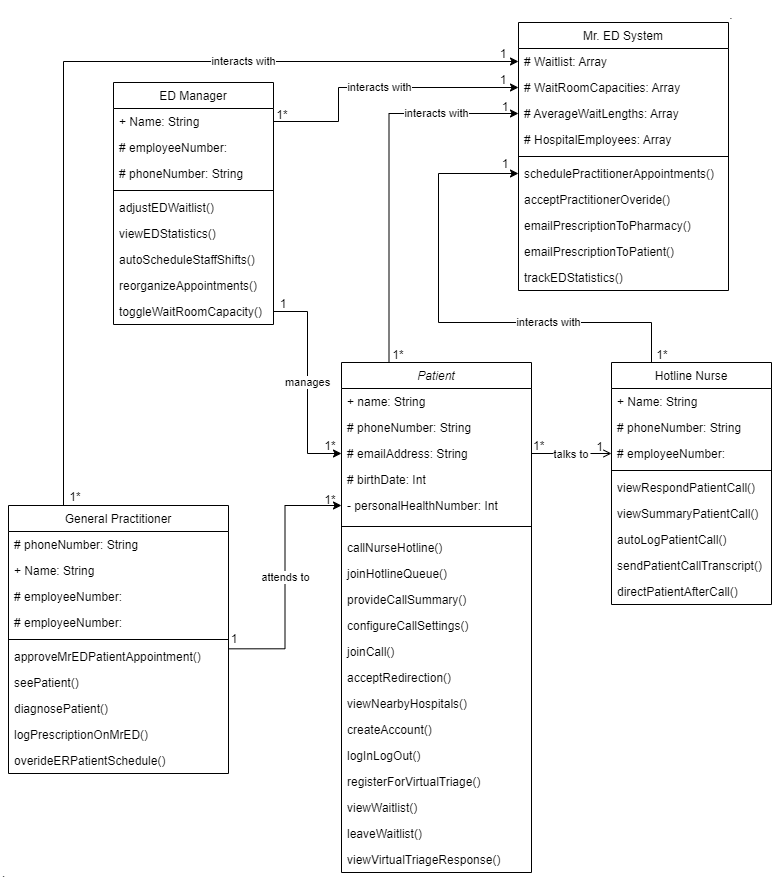 Mr. ED System
# Waitlist: Array
# WaitRoomCapacities: Array
# AverageWaitLengths: Array
# HospitalEmployees: Array
schedulePractitionerAppointments()
acceptPractitionerOveride()
emailPrescriptionToPharmacy()
emailPrescriptionToPatient()
trackEDStatistics()
interacts with
1
ED Manager
+ Name: String
# employeeNumber:
# phoneNumber: String
adjustEDWaitlist()
viewEDStatistics()
autoScheduleStaffShifts()
reorganizeAppointments()
toggleWaitRoomCapacity()
1*
interacts with
1
interacts with
1
1
interacts with
1
manages
1*
1*
Patient
+ name: String
# phoneNumber: String
# emailAddress: String
# birthDate: Int
- personalHealthNumber: Int
callNurseHotline()
joinHotlineQueue()
provideCallSummary()
configureCallSettings()
joinCall()
acceptRedirection()
viewNearbyHospitals()
createAccount()
logInLogOut()
registerForVirtualTriage()
viewWaitlist()
leaveWaitlist()
viewVirtualTriageResponse()
1*
talks to
1
1*
Hotline Nurse
+ Name: String
# phoneNumber: String
# employeeNumber:
viewRespondPatientCall()
viewSummaryPatientCall()
autoLogPatientCall()
sendPatientCallTranscript()
directPatientAfterCall()
1*
General Practitioner
# phoneNumber: String
+ Name: String
# employeeNumber:
# employeeNumber:
approveMrEDPatientAppointment()
seePatient()
diagnosePatient()
logPrescriptionOnMrED()
overideERPatientSchedule()
1
attends to
1*